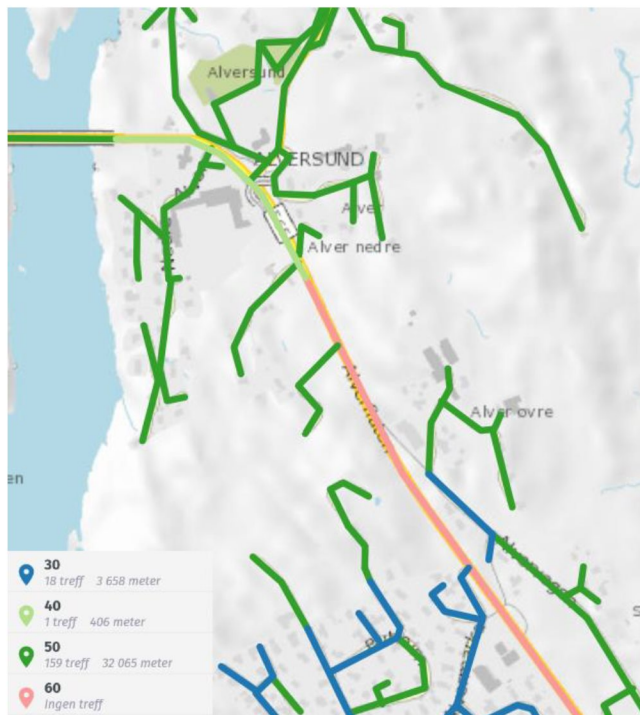 Alversund
ALVERSUND
Alver
Alver nedre
Alver øvre
en
30
18 treff 3 658 meter
40
1 treff 406 meter
50
159 treff 32 065 meter
60
Ingen treff